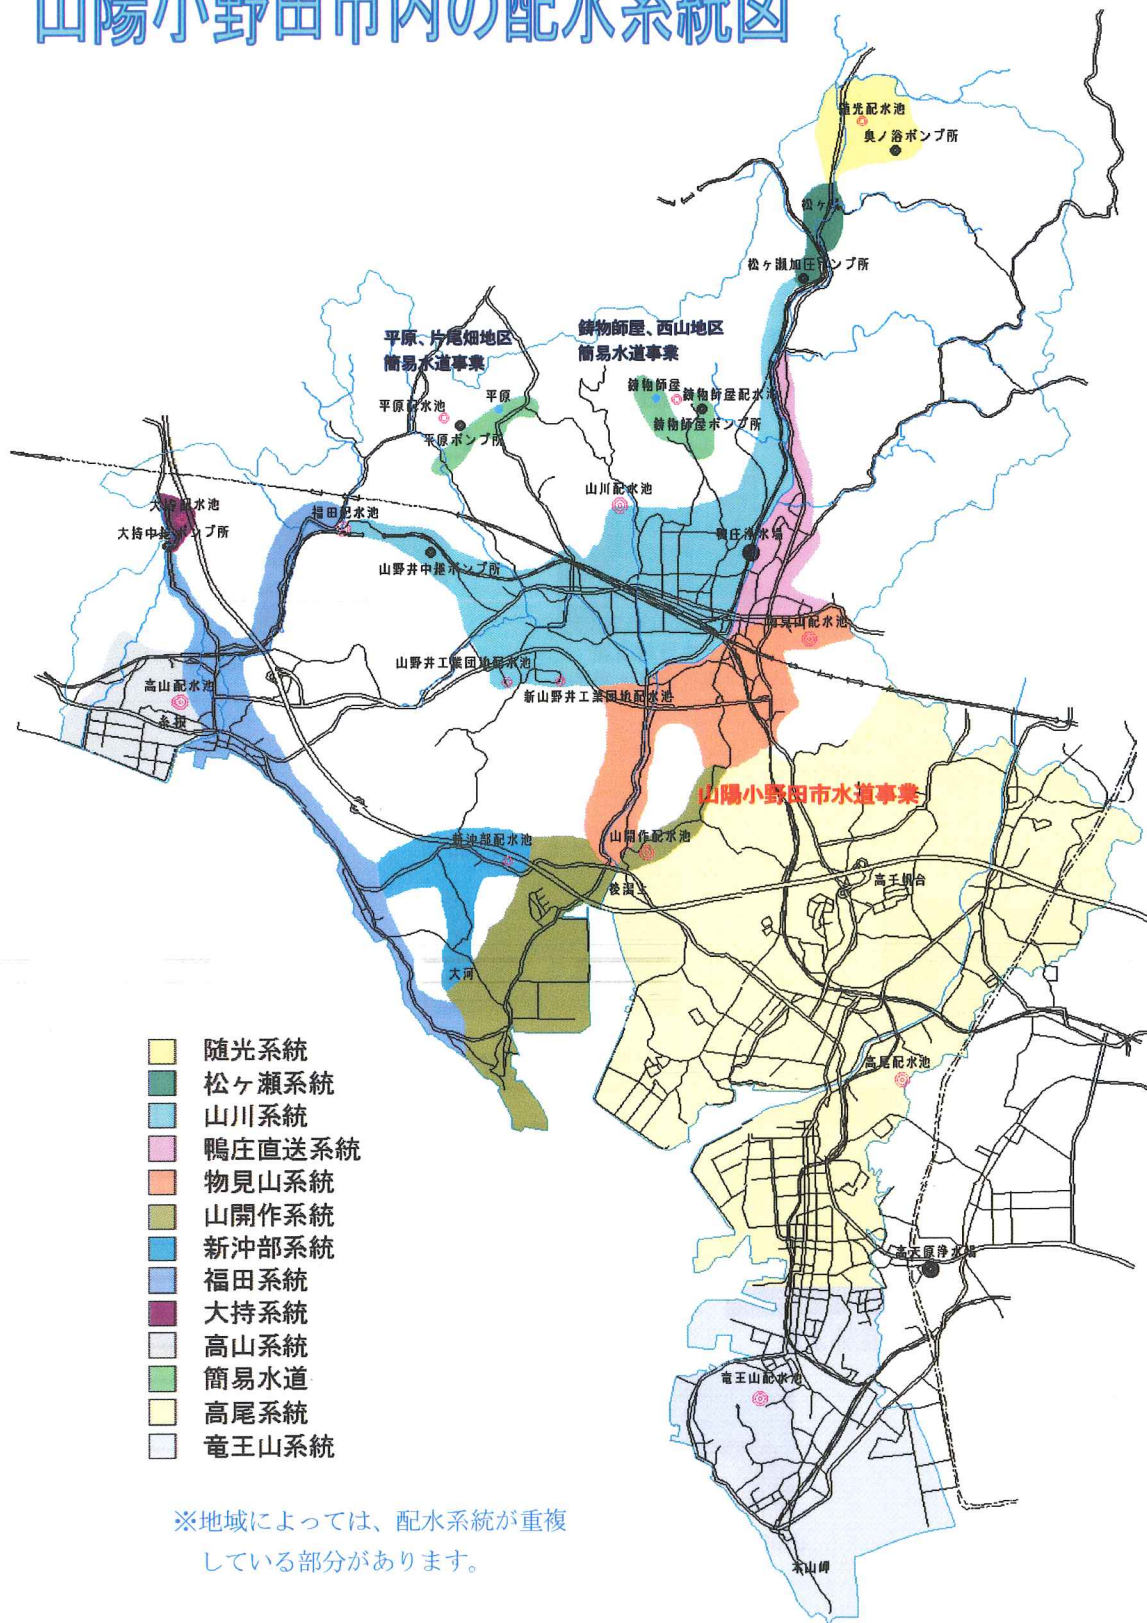 山陽小野田市内の配水系統図
随光配水池
奥ノ浴ポンプ所
松ヶ瀬加圧ポンプ所
平原、片尾畑地区
簡易水道事業
鋳物師屋、西山地区
簡易水道事業
平原
平原配水池
平原ポンプ所
鋳物師屋
鋳物師屋配水池
鋳物師屋ポンプ所
山川配水池
大持配水池
大持中継ポンプ所
福田配水池
山野井中継ポンプ所
鴨庄浄水場
物見山配水池
山野井工業団地配水池
新山野井工業団地配水池
高山配水池
糸根
山陽小野田市水道事業
新沖部配水池
山開作配水池
後潟上
高千帆台
大河
高尾配水池
高天原浄水場
竜王山配水池
本山岬
随光系統
松ヶ瀬系統
山川系統
鴨庄直送系統
物見山系統
山開作系統
新沖部系統
福田系統
大持系統
高山系統
簡易水道
高尾系統
竜王山系統
※地域によっては、配水系統が重複
している部分があります。